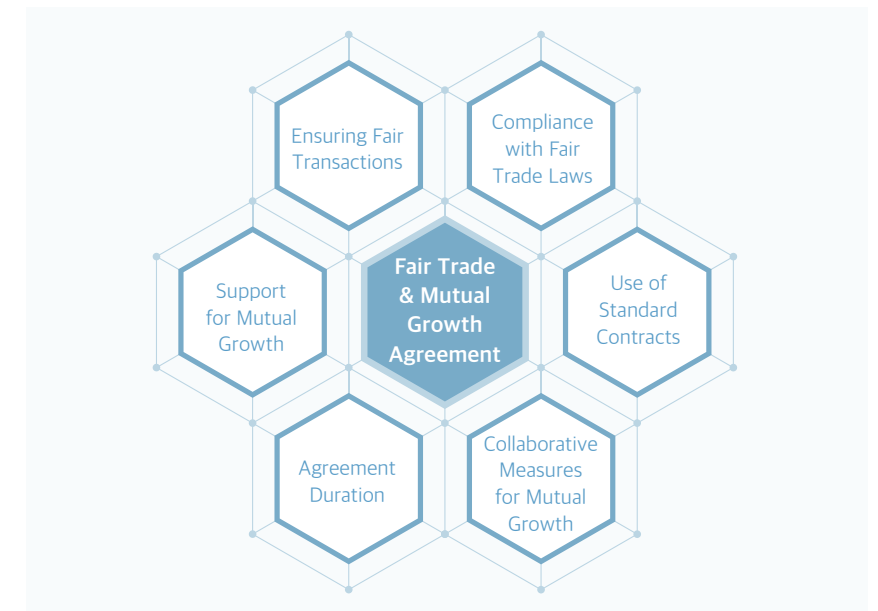 Ensuring Fair
Transactions
Compliance
with Fair
Trade Laws
Support
for Mutual
Growth
Fair Trade
& Mutual
Growth
Agreement
Use of
Standard
Contracts
Agreement
Duration
Collaborative
Measures
for Mutual
Growth